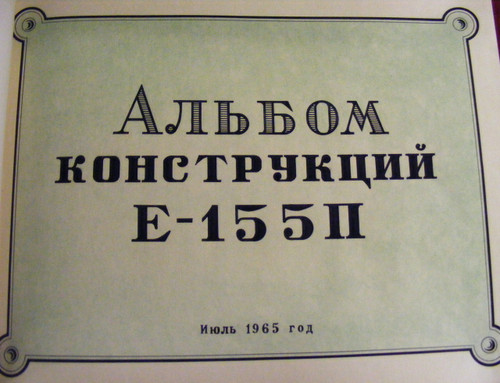 Альбом
конструкций
Е-155П
Июль 1965 год